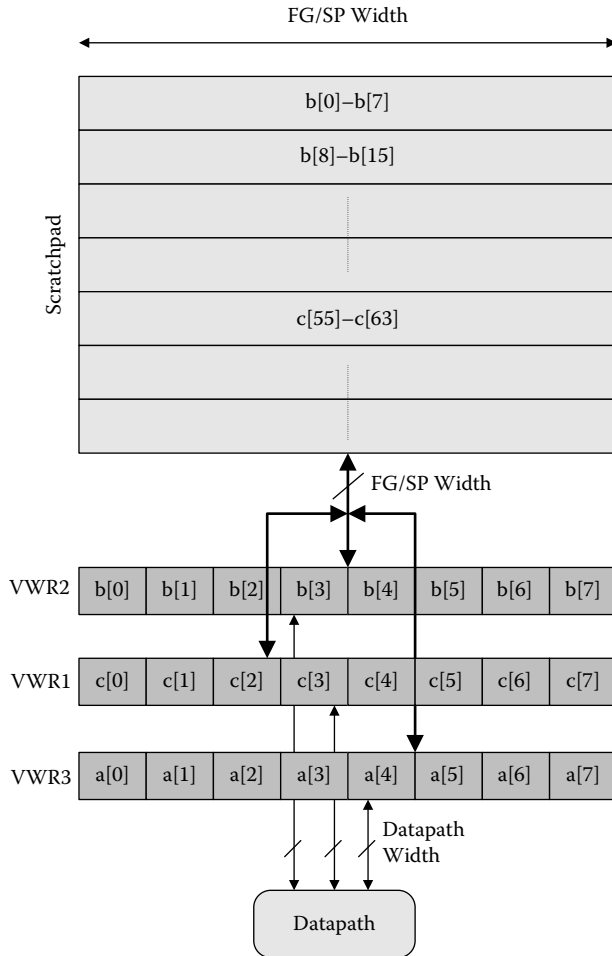 FG/SP Width
b[0]–b[7]
b[8]–b[15]
Scratchpad
c[55]–c[63]
FG/SP Width
VWR2 b[0] b[1] b[2] b[3] b[4] b[5] b[6] b[7]
VWR1 c[0] c[1] c[2] c[3] c[4] c[5] c[6] c[7]
VWR3 a[0] a[1] a[2] a[3] a[4] a[5] a[6] a[7]
Datapath
Width
Datapath